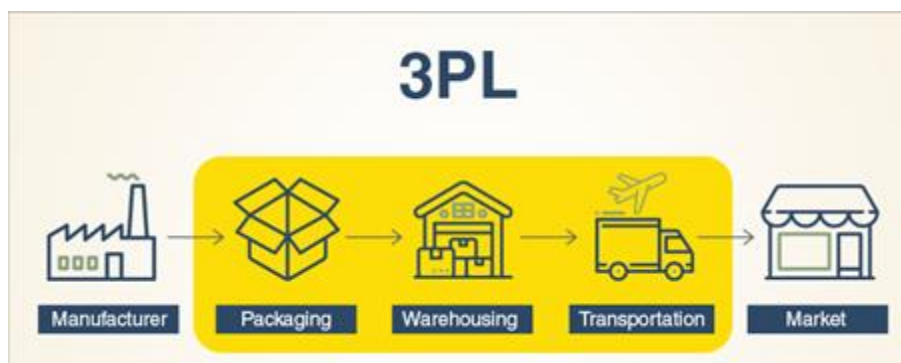 3PL
Manufacturer
Packaging
Warehousing
Transportation
Market